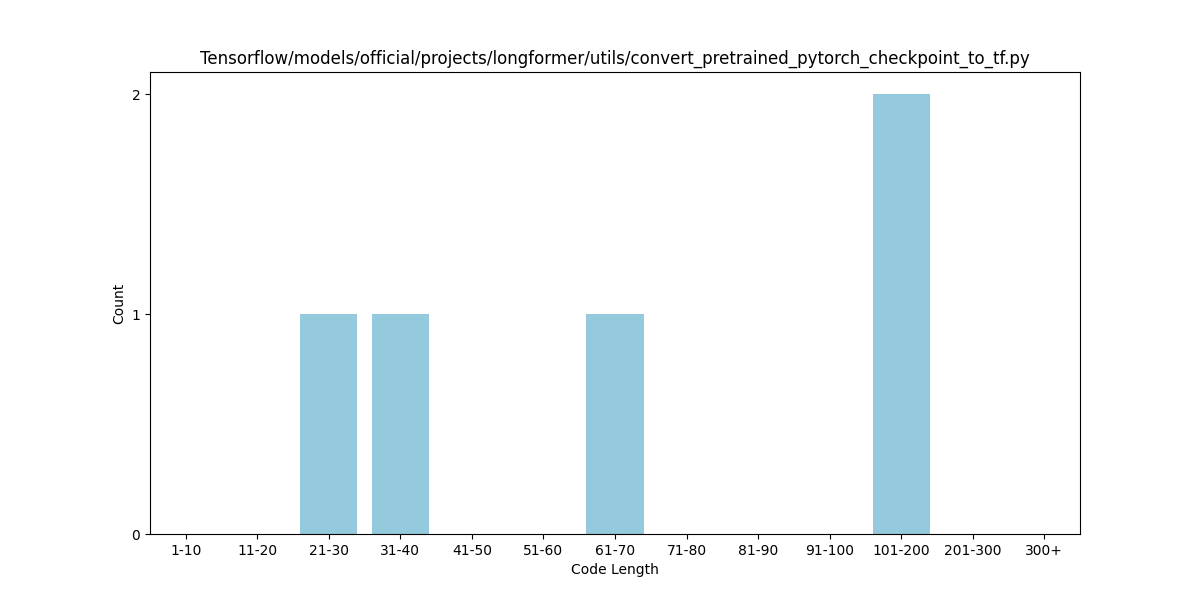 Tensorflow/models/official/projects/longformer/utils/convert_pretrained_pytorch_checkpoint_to_tf.py
2
1
0
Count
1-10 11-20 21-30 31-40 41-50 51-60 61-70 71-80 81-90 91-100 101-200 201-300 300+
Code Length